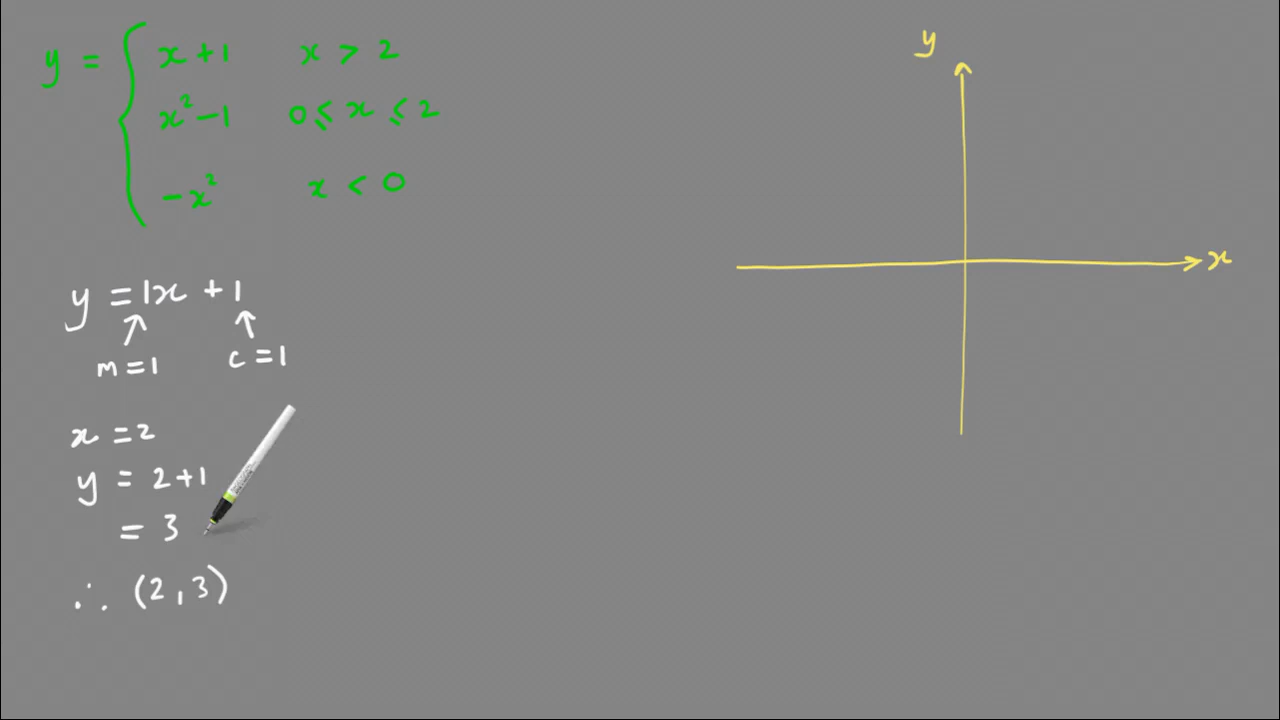 y = { x + 1 x > 2
x² - 1 0 ≤ x ≤ 2
-x² x < 0
y = 1x + 1
m = 1 c = 1
x = 2
y = 2 + 1
= 3
∴ (2, 3)
y
x